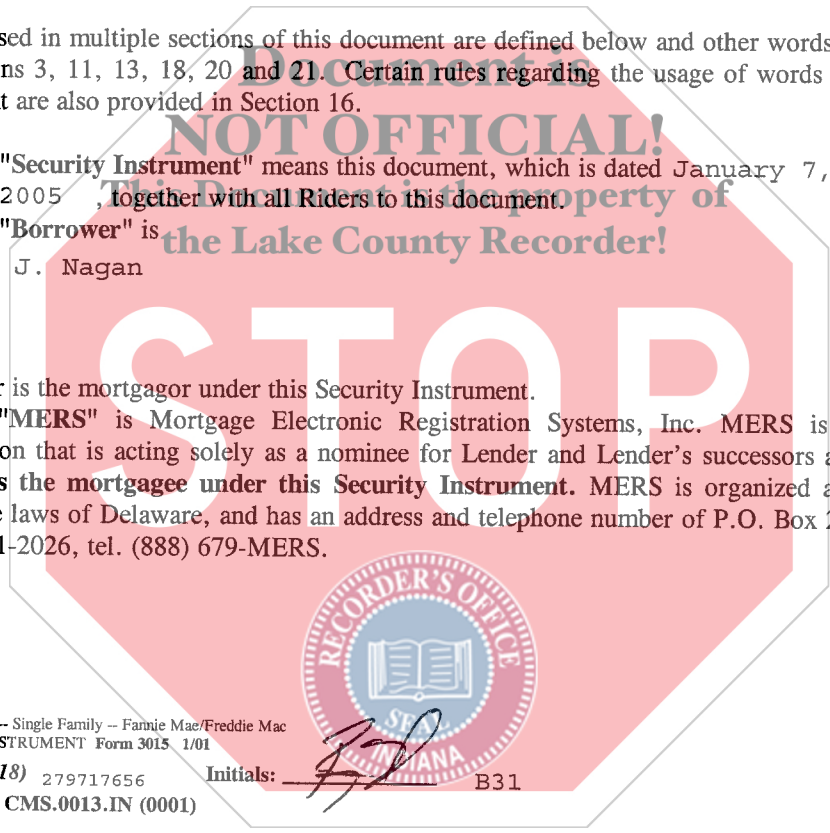 sed in multiple sections of this document are defined below and other words
ns 3, 11, 13, 18, 20 and 21. Certain rules regarding the usage of words
t are also provided in Section 16.
Document is
NOT OFFICIAL!
This Document is the property of
the Lake County Recorder!
"Security Instrument" means this document, which is dated January 7,
2005 , together with all Riders to this document.
"Borrower" is
J. Nagan
STOP
r is the mortgagor under this Security Instrument.
"MERS" is Mortgage Electronic Registration Systems, Inc. MERS is
on that is acting solely as a nominee for Lender and Lender's successors a
s the mortgagee under this Security Instrument. MERS is organized a
e laws of Delaware, and has an address and telephone number of P.O. Box 2
1-2026, tel. (888) 679-MERS.
RECORDER'S OFFICE
SEAL
INDIANA
-- Single Family -- Fannie Mae/Freddie Mac
STRUMENT Form 3015 1/01
18) 279717656 Initials: B31
CMS.0013.IN (0001)